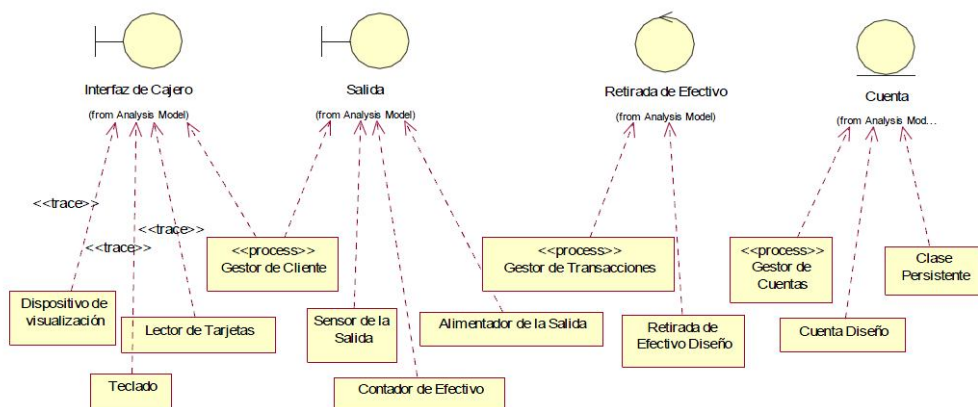 Interfaz de Cajero
(from Analysis Model)
Salida
(from Analysis Model)
Retirada de Efectivo
(from Analysis Model)
Cuenta
(from Analysis Mod...
<<trace>>
<<trace>>
<<trace>>
<<process>>
Gestor de Cliente
<<process>>
Gestor de Transacciones
<<process>>
Gestor de
Cuentas
Clase
Persistente
Dispositivo de
visualización
Lector de Tarjetas
Sensor de la
Salida
Alimentador de la Salida
Retirada de
Efectivo Diseño
Cuenta Diseño
Teclado
Contador de Efectivo